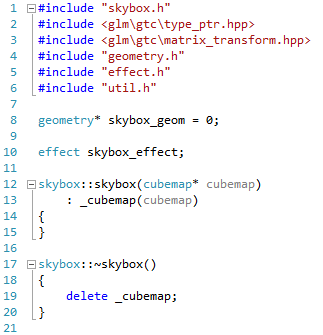 1 #include "skybox.h"
2 #include <glm\gtc\type_ptr.hpp>
3 #include <glm\gtc\matrix_transform.hpp>
4 #include "geometry.h"
5 #include "effect.h"
6 #include "util.h"
7
8 geometry* skybox_geom = 0;
9
10 effect skybox_effect;
11
12 skybox::skybox(cubemap* cubemap)
13     : _cubemap(cubemap)
14 {
15 }
16
17 skybox::~skybox()
18 {
19     delete _cubemap;
20 }
21